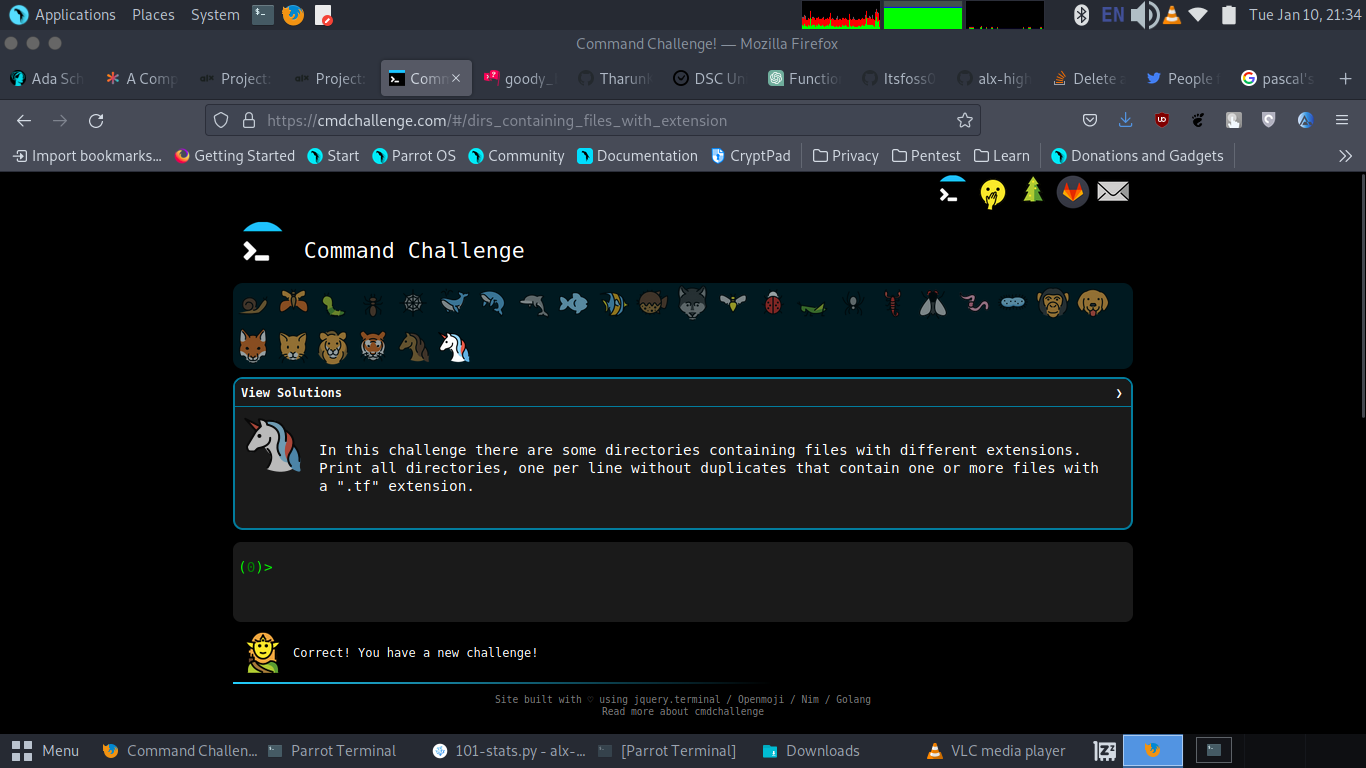 Applications Places System EN Tue Jan 10, 21:34
Command Challenge! — Mozilla Firefox
Ada Sch A Comp Project: Project: Comm goody_ Tharunk DSC Un Functio Itsfoss0 alx-high Delete a People pascal's
https://cmdchallenge.com/#/dirs_containing_files_with_extension
Import bookmarks... Getting Started Start Parrot OS Community Documentation CryptPad Privacy Pentest Learn Donations and Gadgets
Command Challenge
View Solutions
In this challenge there are some directories containing files with different extensions.
Print all directories, one per line without duplicates that contain one or more files with
a ".tf" extension.
(0)>
Correct! You have a new challenge!
Site built with ♡ using jquery.terminal / Openmoji / Nim / Golang
Read more about cmdchallenge
Menu Command Challen... Parrot Terminal 101-stats.py - alx-... [Parrot Terminal] Downloads VLC media player